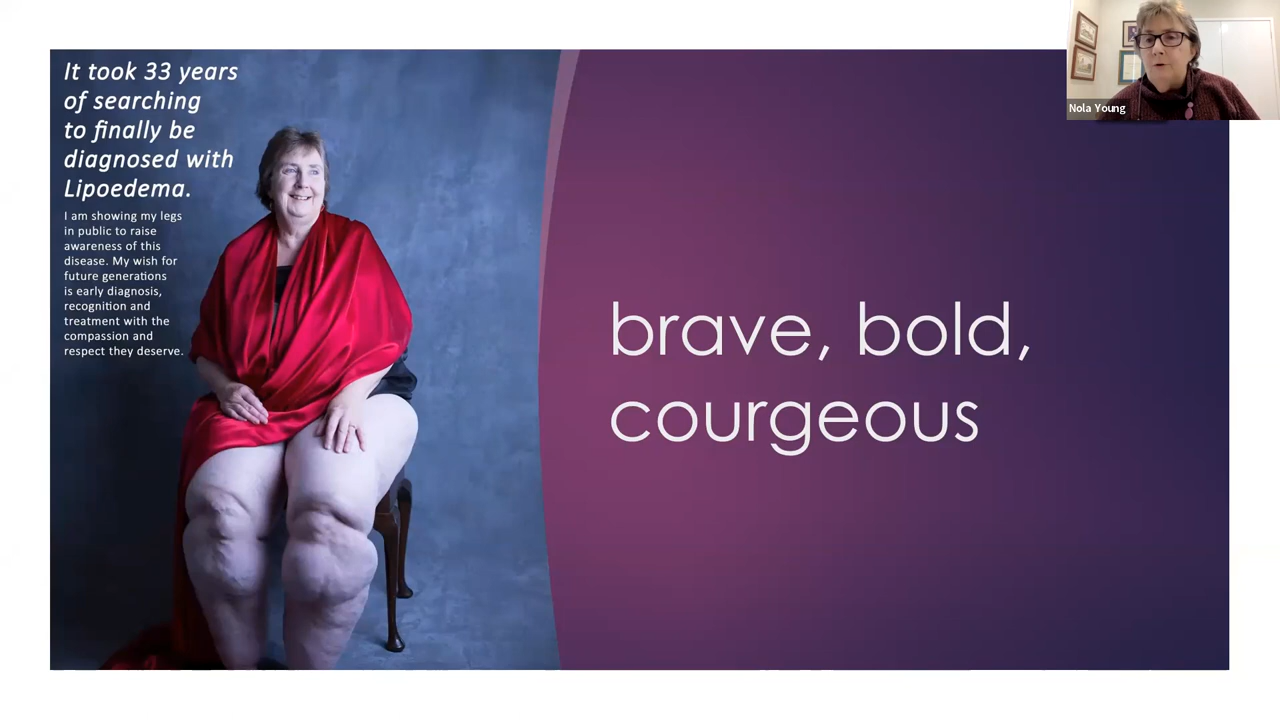 It took 33 years
of searching
to finally be
diagnosed with
Lipoedema.
I am showing my legs
in public to raise
awareness of this
disease. My wish for
future generations
is early diagnosis,
recognition and
treatment with the
compassion and
respect they deserve.
brave, bold,
courgeous
Nola Young